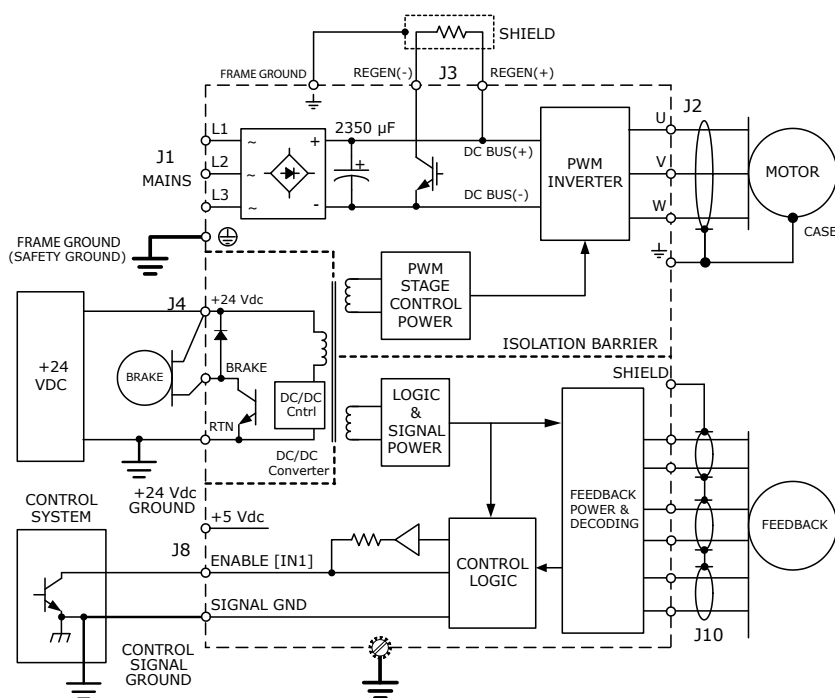 SHIELD
FRAME GROUND
REGEN(-)
J3
REGEN(+)
J1
MAINS
L1
L2
L3
~
~
~
+
-
2350 µF
+
DC BUS(+)
DC BUS(-)
PWM
INVERTER
U
V
W
J2
MOTOR
CASE
FRAME GROUND
(SAFETY GROUND)
PWM
STAGE
CONTROL
POWER
ISOLATION BARRIER
J4
+24 Vdc
+24
VDC
BRAKE
BRAKE
RTN
DC/DC
Cntrl
DC/DC
Converter
LOGIC
&
SIGNAL
POWER
SHIELD
+24 Vdc
GROUND
FEEDBACK
POWER &
DECODING
FEEDBACK
CONTROL
SYSTEM
+5 Vdc
J8
ENABLE [IN1]
CONTROL
LOGIC
SIGNAL GND
J10
CONTROL
SIGNAL
GROUND